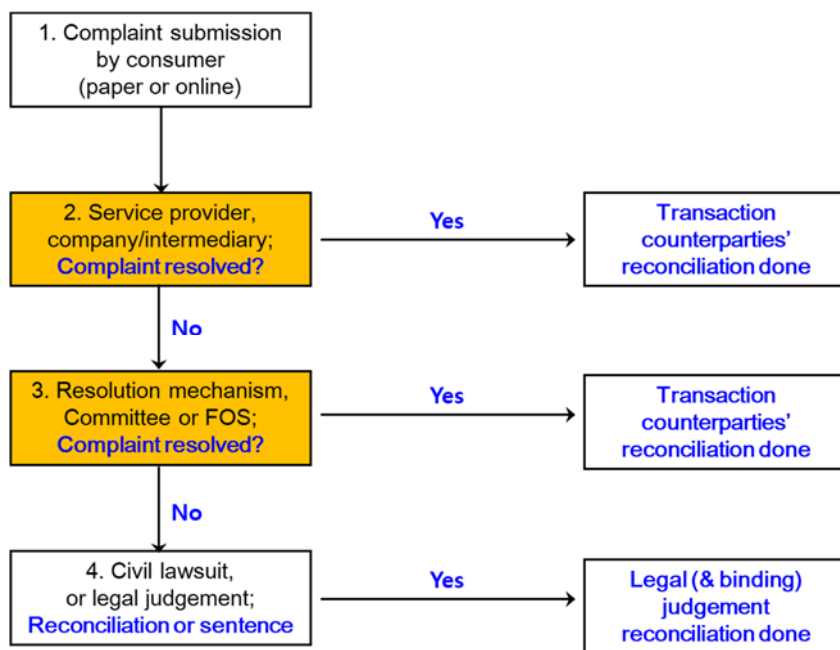 1. Complaint submission
by consumer
(paper or online)
2. Service provider,
company/intermediary;
Complaint resolved?
Yes
Transaction
counterparties'
reconciliation done
No
3. Resolution mechanism,
Committee or FOS;
Complaint resolved?
Yes
Transaction
counterparties'
reconciliation done
No
4. Civil lawsuit,
or legal judgement;
Reconciliation or sentence
Yes
Legal (& binding)
judgement
reconciliation done